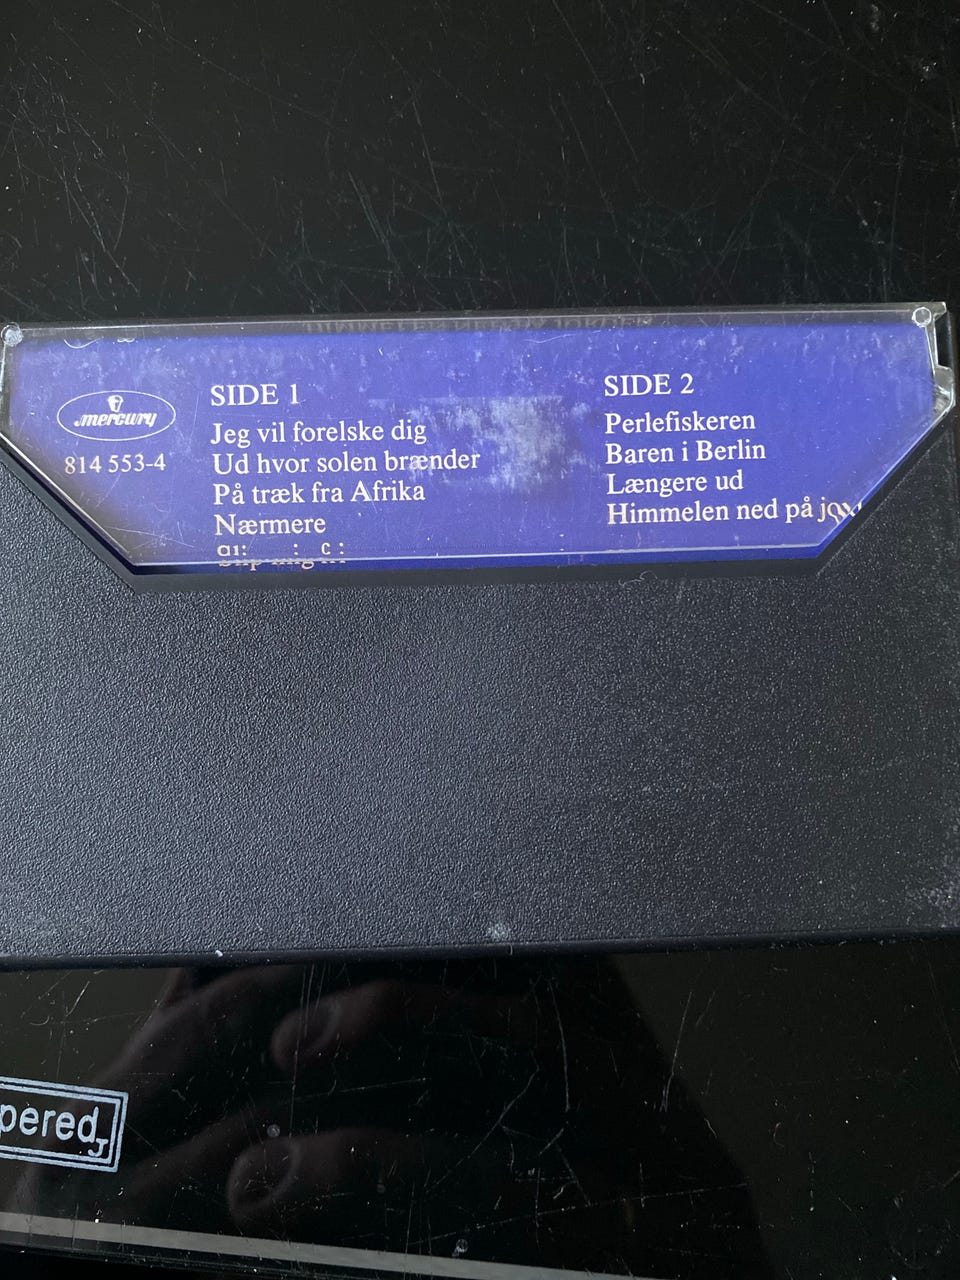 mercury
814 553-4
SIDE 1
Jeg vil forelske dig
Ud hvor solen brænder
På træk fra Afrika
Nærmere
SIDE 2
Perlefiskeren
Baren i Berlin
Længere ud
Himmelen ned på
pered